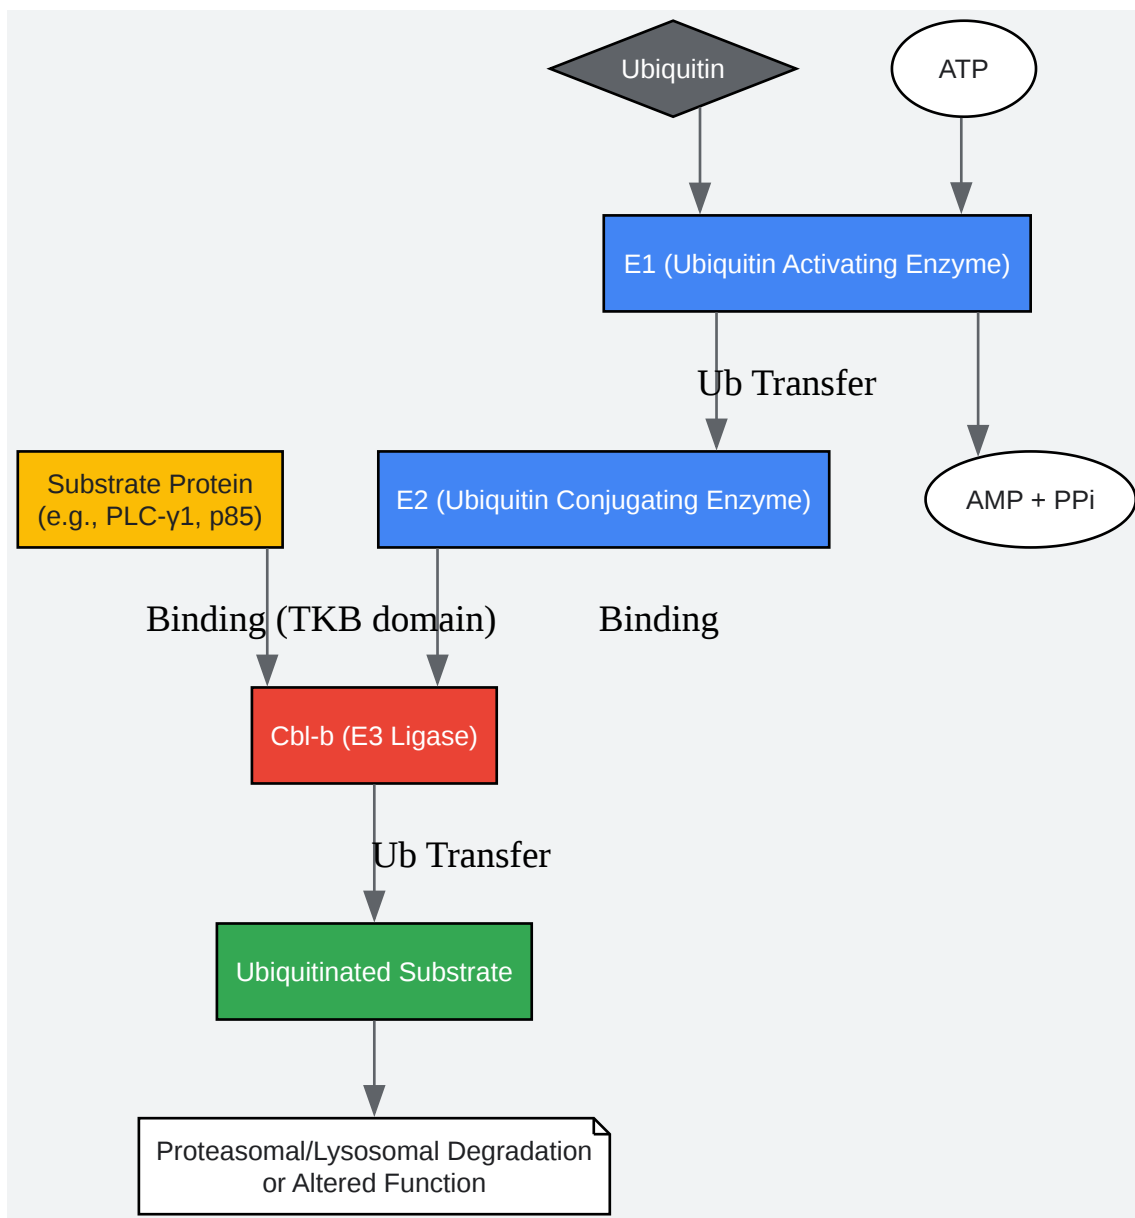 Ubiquitin
ATP
E1 (Ubiquitin Activating Enzyme)
Ub Transfer
Substrate Protein
(e.g., PLC-γ1, p85)
E2 (Ubiquitin Conjugating Enzyme)
AMP + PPi
Binding (TKB domain)
Binding
Cbl-b (E3 Ligase)
Ub Transfer
Ubiquitinated Substrate
Proteasomal/Lysosomal Degradation
or Altered Function